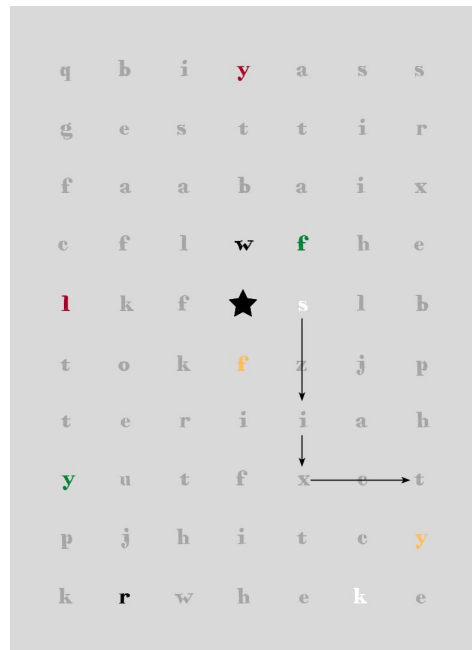 q b i y a s s
g e s t t i r
f a a b a i x
c f l w f h e
l k f s l b
t o k f z j p
t e r i i a h
y u t f x e t
p j h i t c y
k r w h e k e